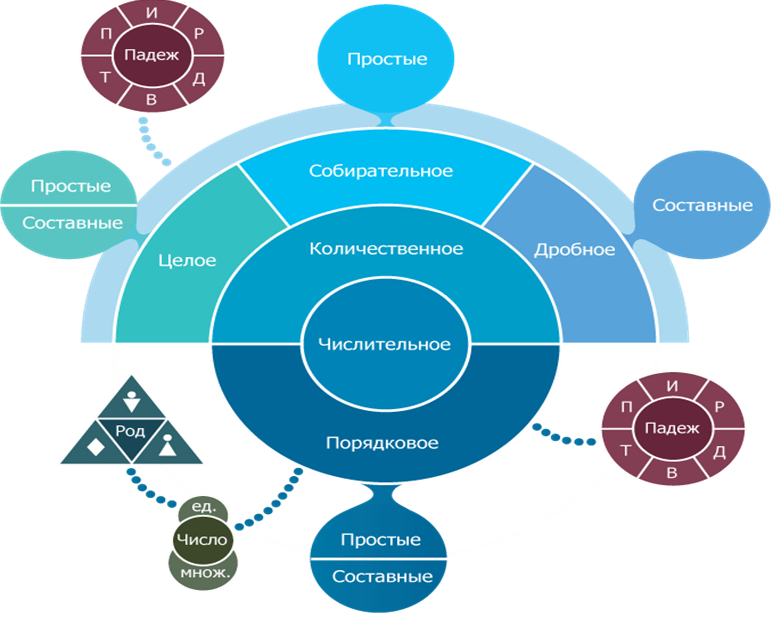 И
П
Р
Падеж
Т
Д
В
Простые
Простые
Составные
Собирательное
Составные
Целое
Количественное
Дробное
Числительное
Порядковое
Род
И
П
Р
Падеж
Т
Д
В
ед.
Число
множ.
Простые
Составные